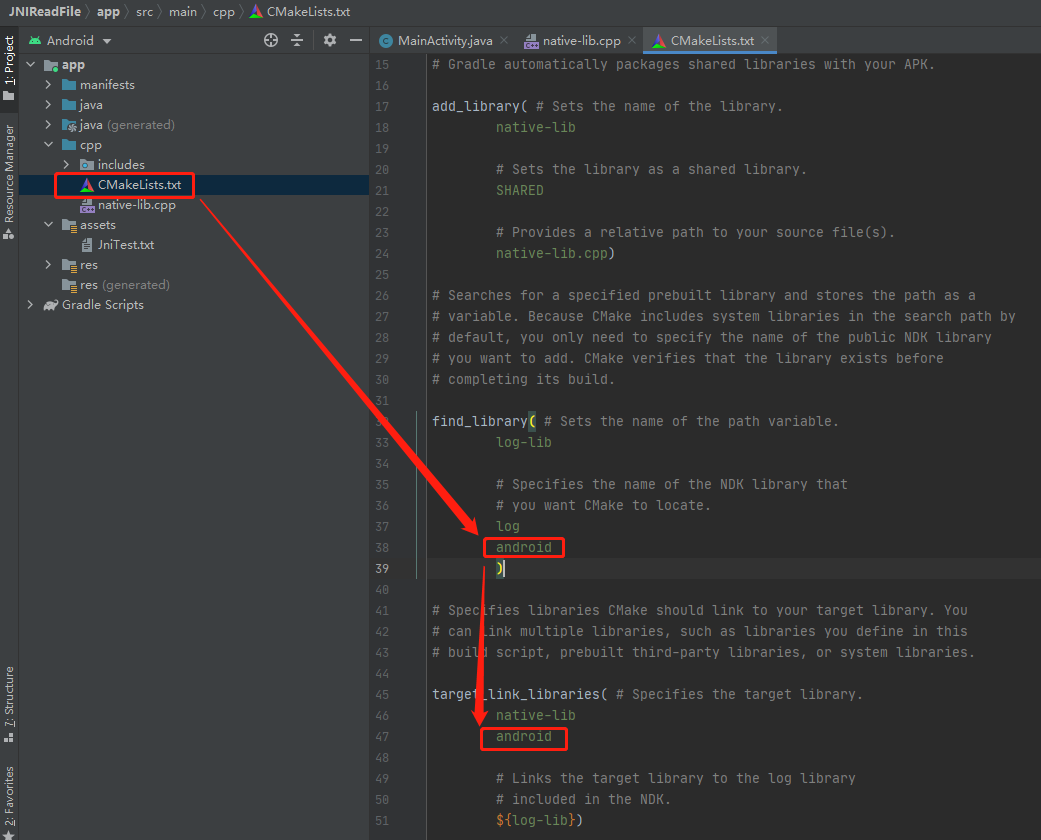 JNIReadFile app src main cpp CMakeLists.txt
Android
MainActivity.java native-lib.cpp CMakeLists.txt
1: Project
Resource Manager
7: Structure
2: Favorites
app
manifests
java
java (generated)
cpp
includes
CMakeLists.txt
native-lib.cpp
assets
JniTest.txt
res
res (generated)
Gradle Scripts
15 # Gradle automatically packages shared libraries with your APK.
16
17 add_library( # Sets the name of the library.
18 native-lib
19
20 # Sets the library as a shared library.
21 SHARED
22
23 # Provides a relative path to your source file(s).
24 native-lib.cpp)
25
26 # Searches for a specified prebuilt library and stores the path as a
27 # variable. Because CMake includes system libraries in the search path by
28 # default, you only need to specify the name of the public NDK library
29 # you want to add. CMake verifies that the library exists before
30 # completing its build.
31
find_library( # Sets the name of the path variable.
33 log-lib
34
35 # Specifies the name of the NDK library that
36 # you want CMake to locate.
37 log
38 android
39 )
40
41 # Specifies libraries CMake should link to your target library. You
42 # can link multiple libraries, such as libraries you define in this
43 # build script, prebuilt third-party libraries, or system libraries.
44
45 target_link_libraries( # Specifies the target library.
46 native-lib
47 android
48
49 # Links the target library to the log library
50 # included in the NDK.
51 ${log-lib})